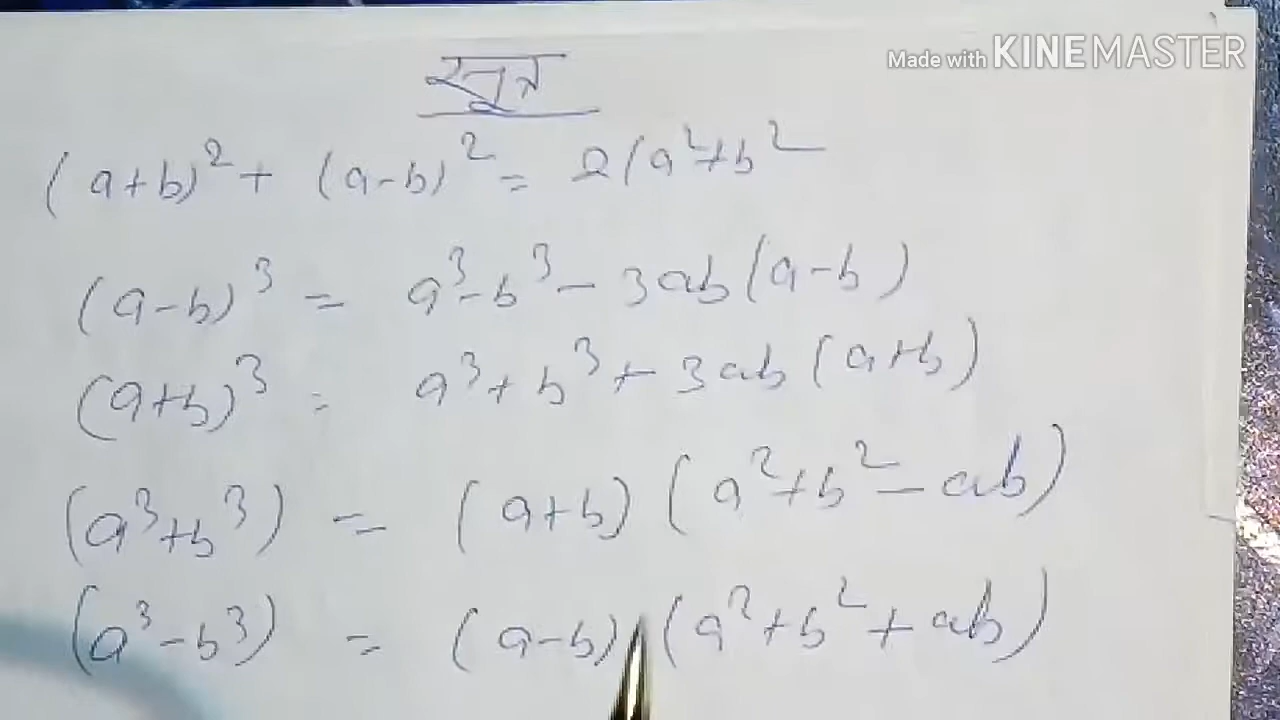 Made with KINEMASTER
सूत्र
(a+b)² + (a-b)² = 2(a²+b²
(a-b)³ = a³-b³-3ab(a-b)
(a+b)³ = a³+b³+3ab(a+b)
(a³+b³) = (a+b)(a²+b²-ab)
(a³-b³) = (a-b)(a²+b²+ab)